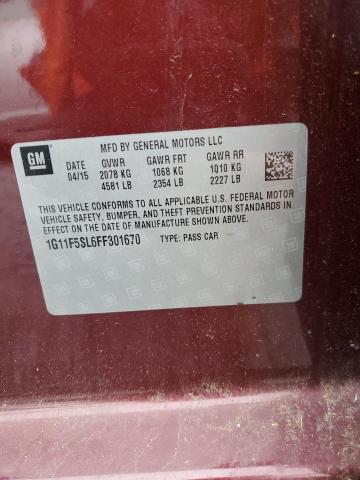 GM
MFD BY GENERAL MOTORS LLC
DATE GVWR GAWR FRT GAWR RR
04/15 2078 KG 1068 KG 1010 KG
4581 LB 2354 LB 2227 LB
THIS VEHICLE CONFORMS TO ALL APPLICABLE U.S. FEDERAL MOTOR
VEHICLE SAFETY, BUMPER, AND THEFT PREVENTION STANDARDS IN
EFFECT ON THE DATE OF MANUFACTURE SHOWN ABOVE.
1G11F5SL6FF301670 TYPE: PASS CAR